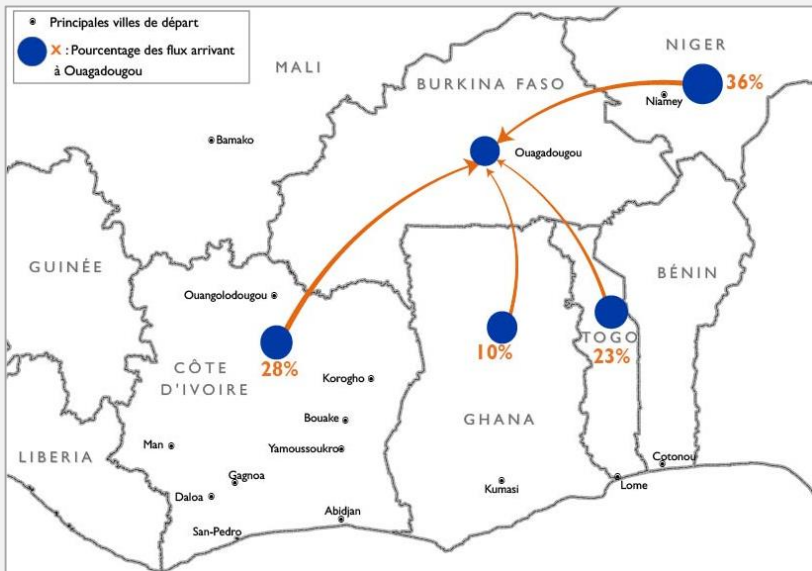 Principales villes de départ
X : Pourcentage des flux arrivant
à Ouagadougou
MALI
BURKINA FASO
NIGER
36%
Niamey
Bamako
Ouagadougou
GUINÉE
BÉNIN
Ouangolodougou
CÔTE
D'IVOIRE
28%
10%
TOGO
23%
Korogho
GHANA
Bouake
Man
Yamoussoukro
LIBERIA
Gagnoa
Kumasi
Cotonou
Lome
Daloa
Abidjan
San-Pedro